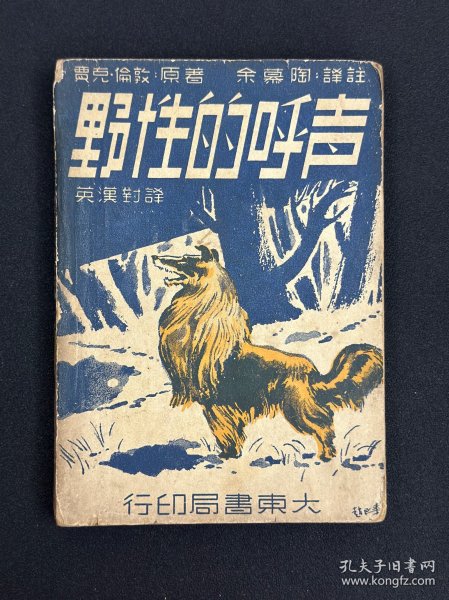 賈克·倫敦:原著 余慕陶:譯註
野性的呼声
英漢對譯
大東書局印行
孔夫子旧书网
www.kongfz.com